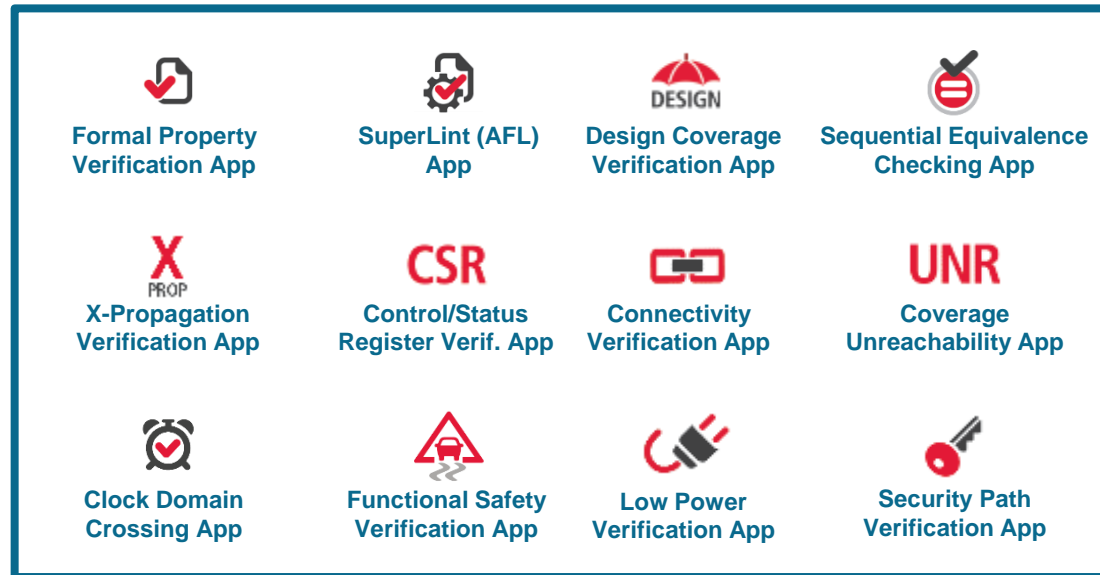 DESIGN
Formal Property
Verification App
SuperLint (AFL)
App
Design Coverage
Verification App
Sequential Equivalence
Checking App
X
PROP
CSR
UNR
X-Propagation
Verification App
Control/Status
Register Verif. App
Connectivity
Verification App
Coverage
Unreachability App
Clock Domain
Crossing App
Functional Safety
Verification App
Low Power
Verification App
Security Path
Verification App